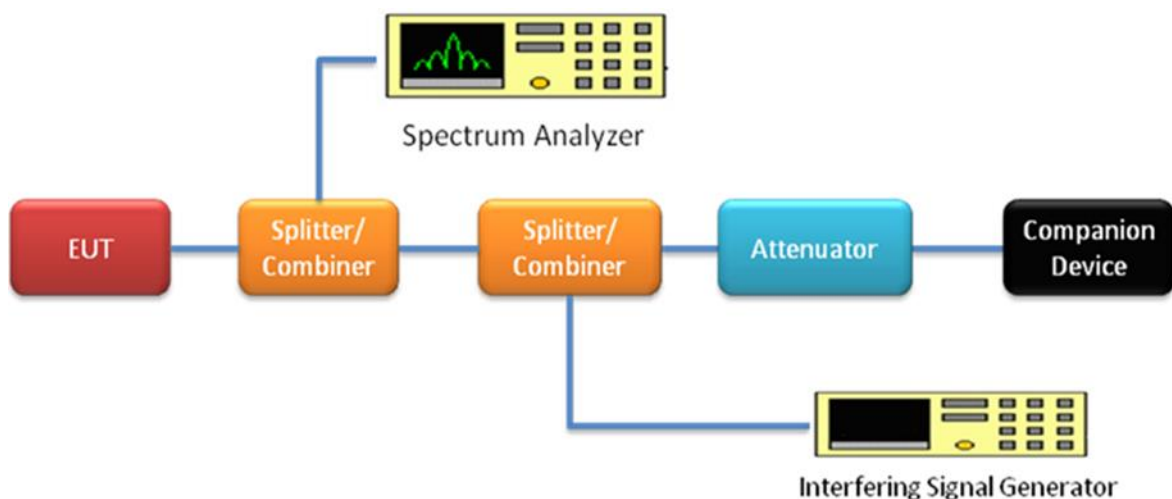 Spectrum Analyzer
EUT
Splitter/
Combiner
Splitter/
Combiner
Attenuator
Companion
Device
Interfering Signal Generator